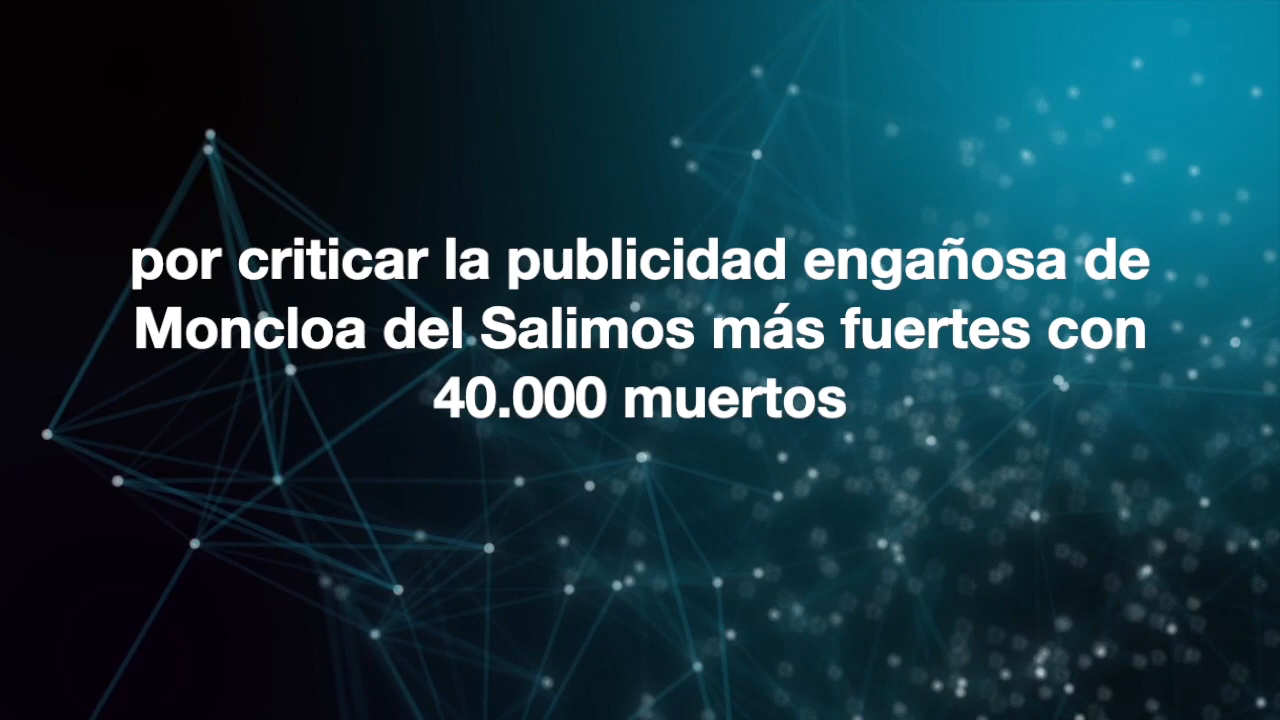 por criticar la publicidad engañosa de
Moncloa del Salimos más fuertes con
40.000 muertos